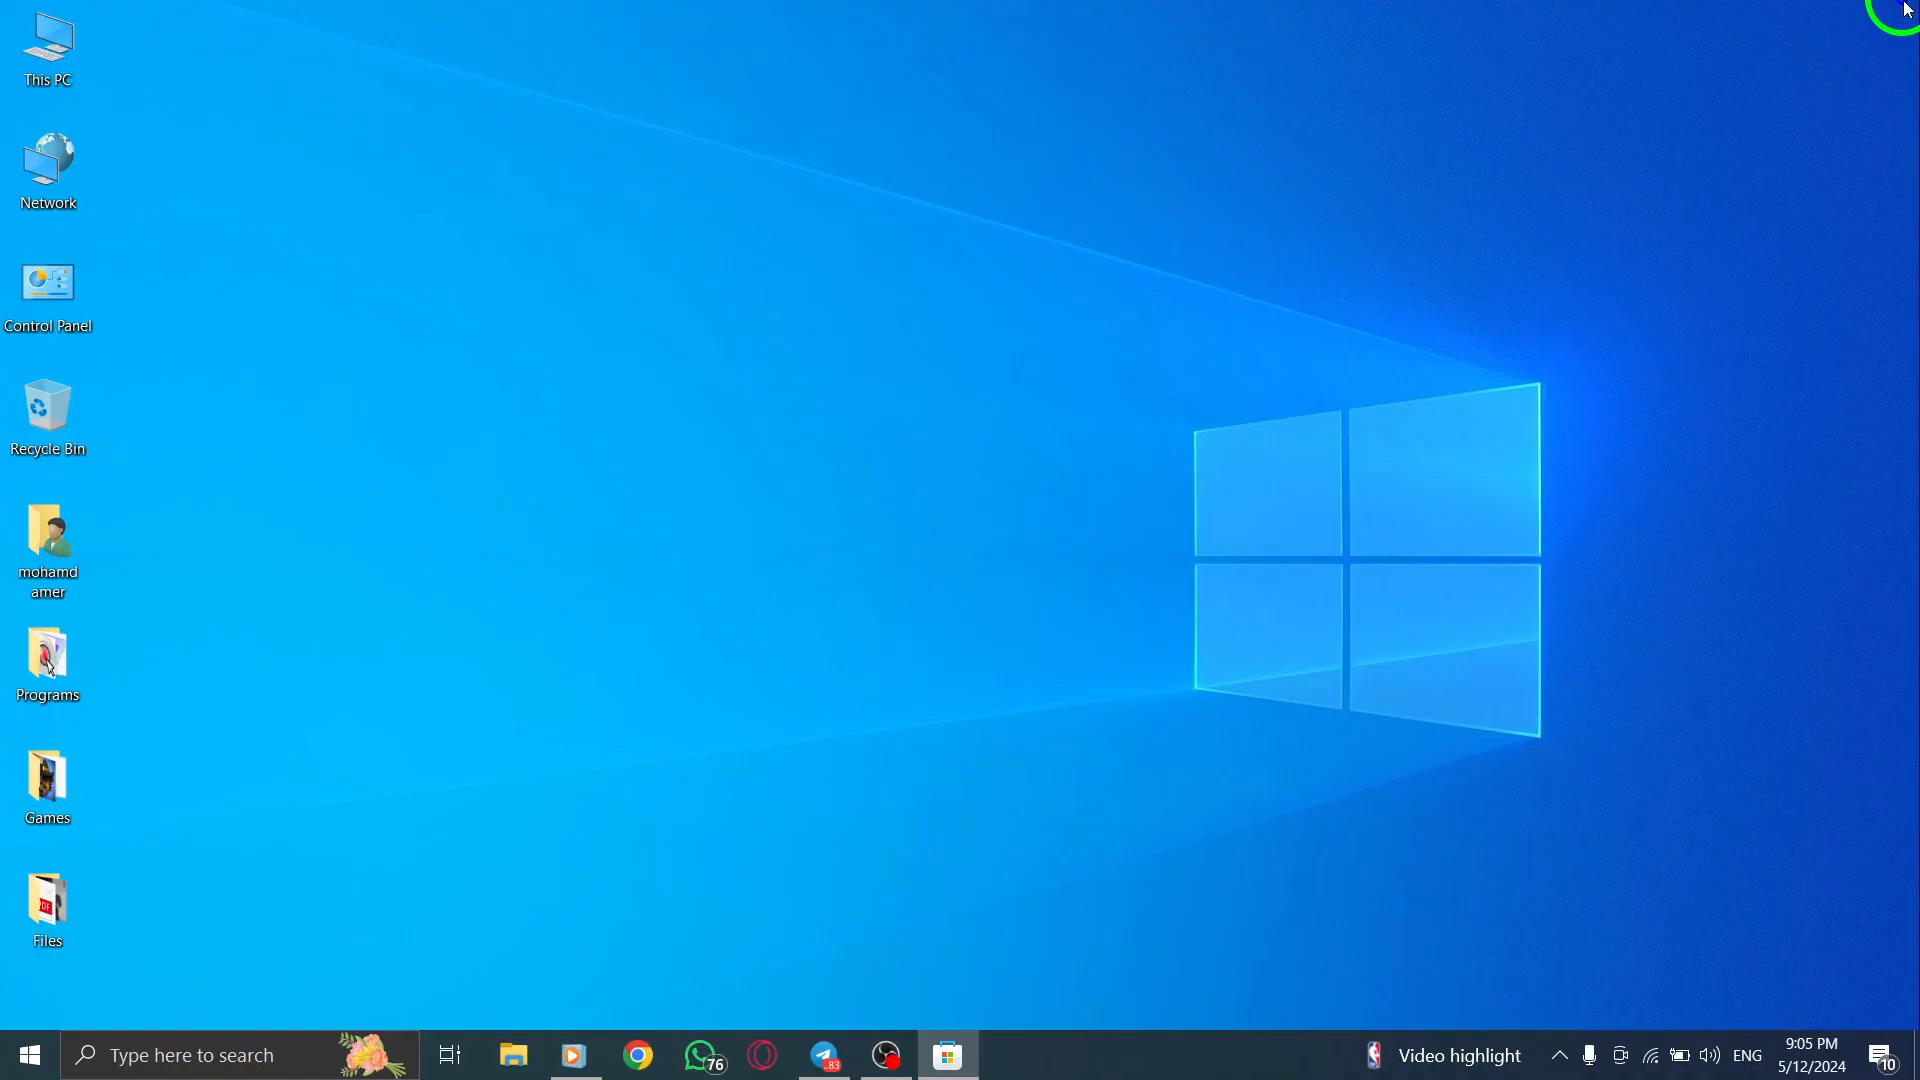 This PC
Network
Control Panel
Recycle Bin
mohamd
amer
Programs
Games
PDF
Files
Type here to search
76
..83
Video highlight
ENG
9:05 PM
5/12/2024
10